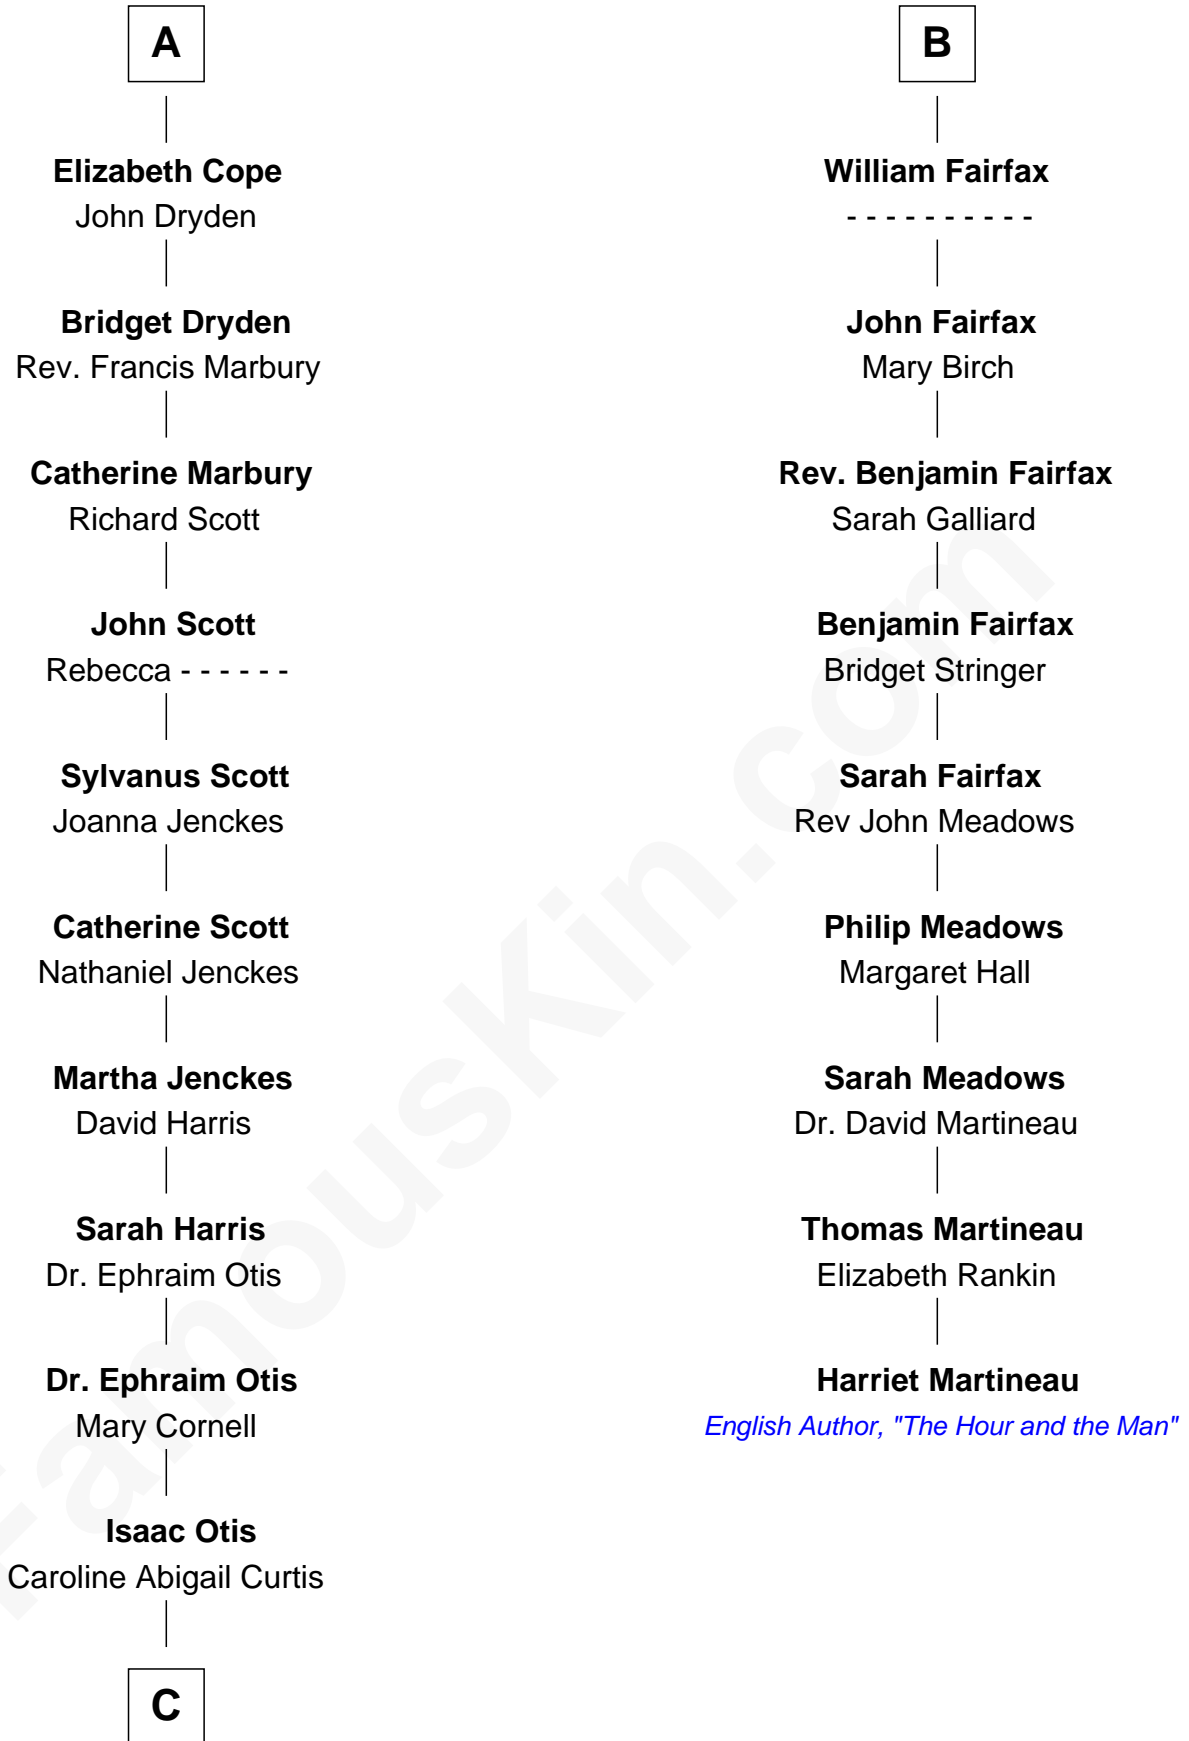 A
Elizabeth Cope
John Dryden
Bridget Dryden
Rev. Francis Marbury
Catherine Marbury
Richard Scott
John Scott
Rebecca - - - - - -
Sylvanus Scott
Joanna Jenckes
Catherine Scott
Nathaniel Jenckes
Martha Jenckes
David Harris
Sarah Harris
Dr. Ephraim Otis
Dr. Ephraim Otis
Mary Cornell
Isaac Otis
Caroline Abigail Curtis
C
B
William Fairfax
- - - - - - - - - -
John Fairfax
Mary Birch
Rev. Benjamin Fairfax
Sarah Galliard
Benjamin Fairfax
Bridget Stringer
Sarah Fairfax
Rev John Meadows
Philip Meadows
Margaret Hall
Sarah Meadows
Dr. David Martineau
Thomas Martineau
Elizabeth Rankin
Harriet Martineau
English Author, "The Hour and the Man"
FamousKin.com